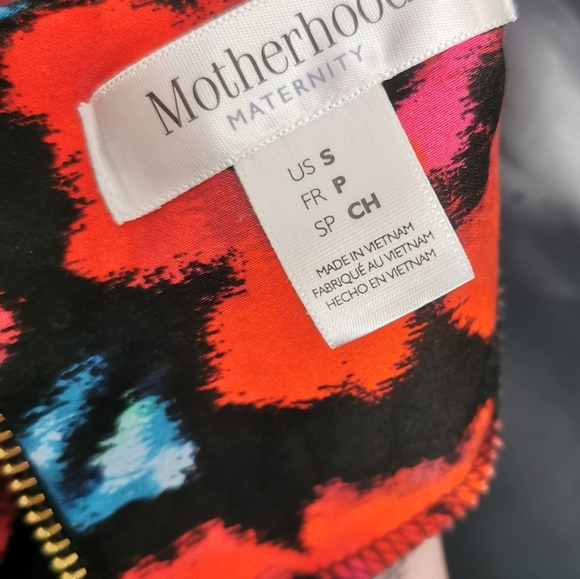 Motherhood
MATERNITY
US S
FR P
SP CH
MADE IN VIETNAM
FABRIQUÉ AU VIETNAM
HECHO EN VIETNAM